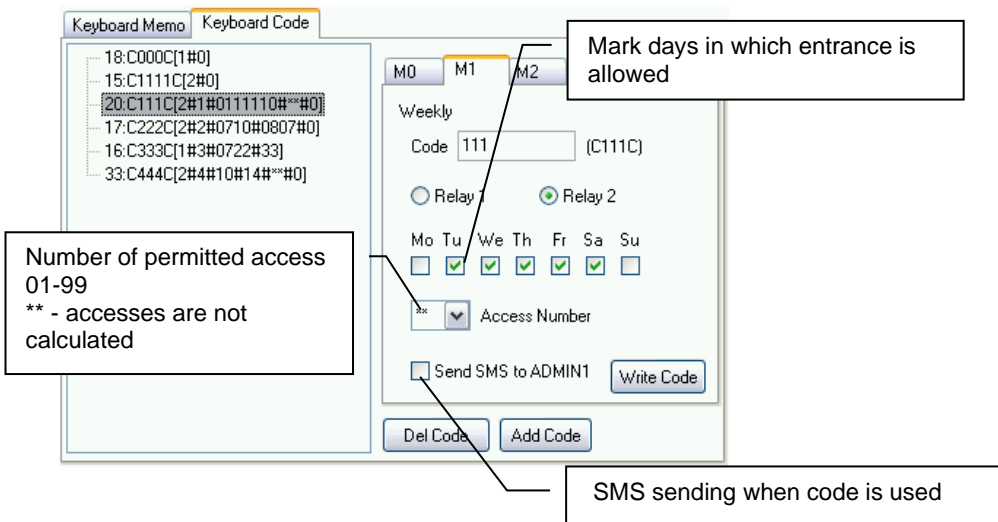 Keyboard Memo Keyboard Code
Mark days in which entrance is
allowed
18:C000C[1#0]
15:C1111C[2#0]
20:C111C[2#1#0111110#**#0]
17:C222C[2#2#0710#0807#0]
16:C333C[1#3#0722#33]
33:C444C[2#4#10#14#**#0]
M0 M1 M2
Weekly
Code 111 (C111C)
Relay 1 Relay 2
Mo Tu We Th Fr Sa Su
Number of permitted access
01-99
** - accesses are not
calculated
** Access Number
Send SMS to ADMIN1 Write Code
Del Code Add Code
SMS sending when code is used